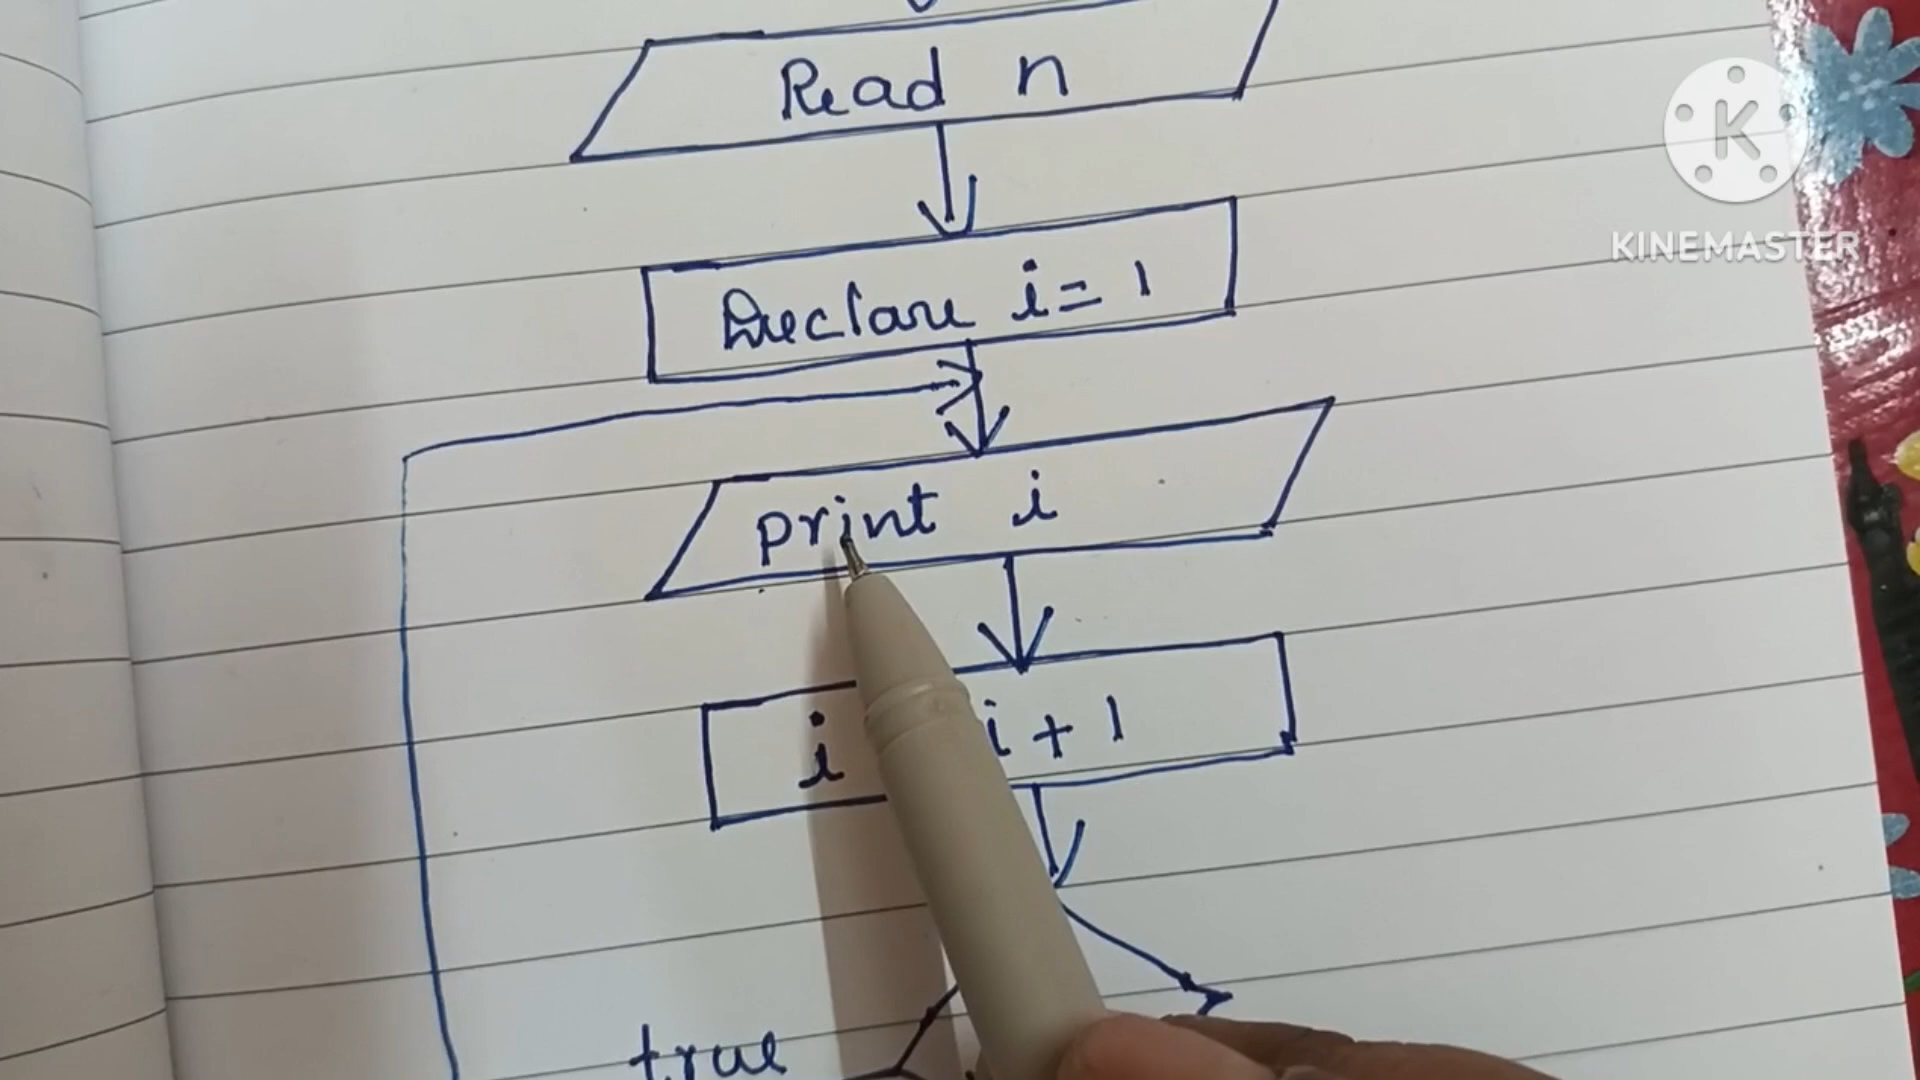 Read n
K
KINEMASTER
Declare i = 1
print i
i i + 1
true